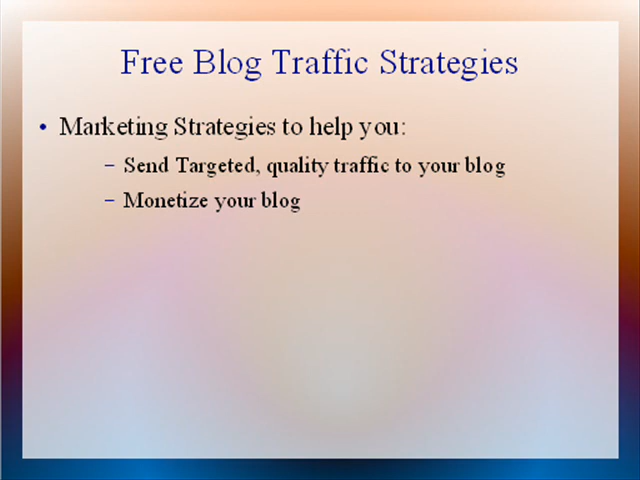 Free Blog Traffic Strategies
• Marketing Strategies to help you:
– Send Targeted, quality traffic to your blog
– Monetize your blog